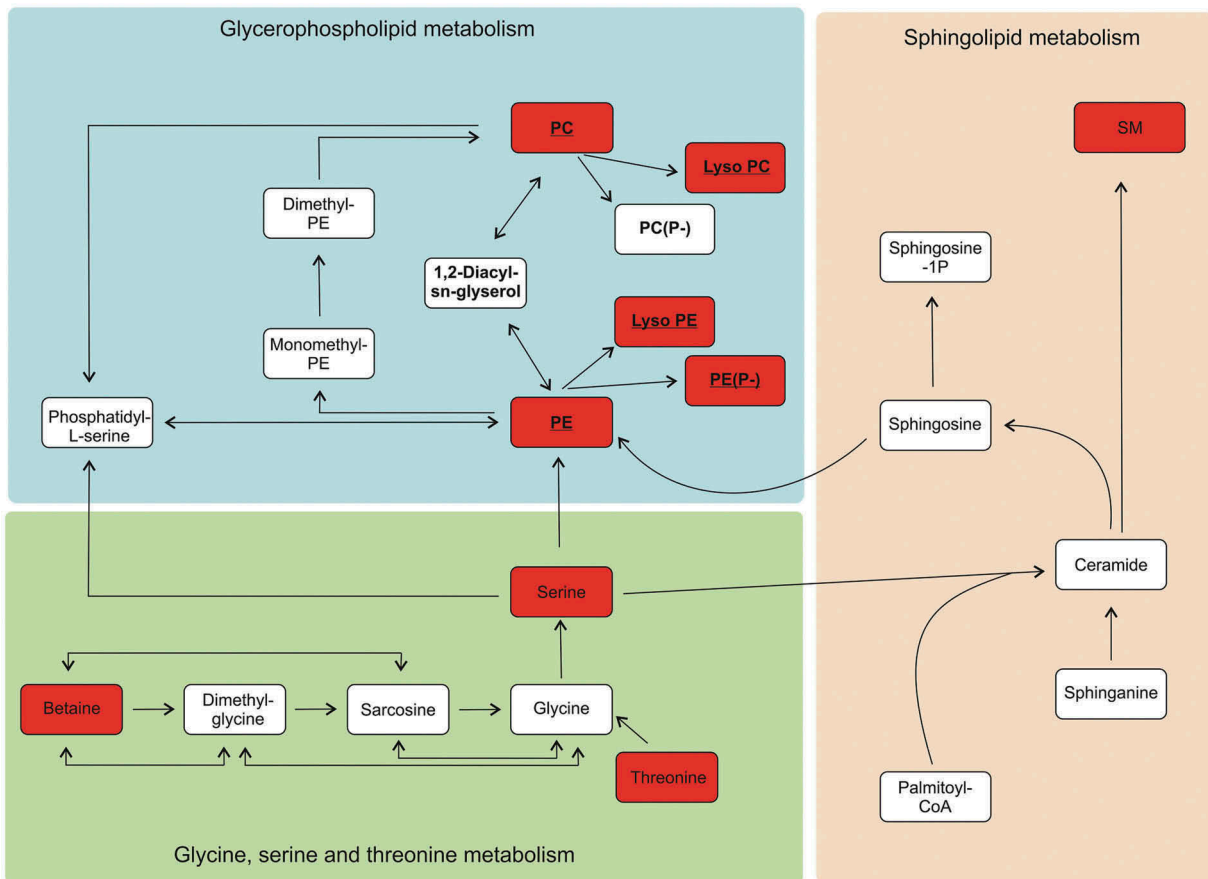 Glycerophospholipid metabolism
Sphingolipid metabolism
PC
SM
Lyso PC
Dimethyl-
PE
PC(P-)
Sphingosine
-1P
1,2-Diacyl-
sn-glyserol
Lyso PE
Monomethyl-
PE
PE(P-)
Phosphatidyl-
L-serine
PE
Sphingosine
Ceramide
Serine
Betaine
Dimethyl-
glycine
Sarcosine
Glycine
Sphinganine
Threonine
Palmitoyl-
CoA
Glycine, serine and threonine metabolism